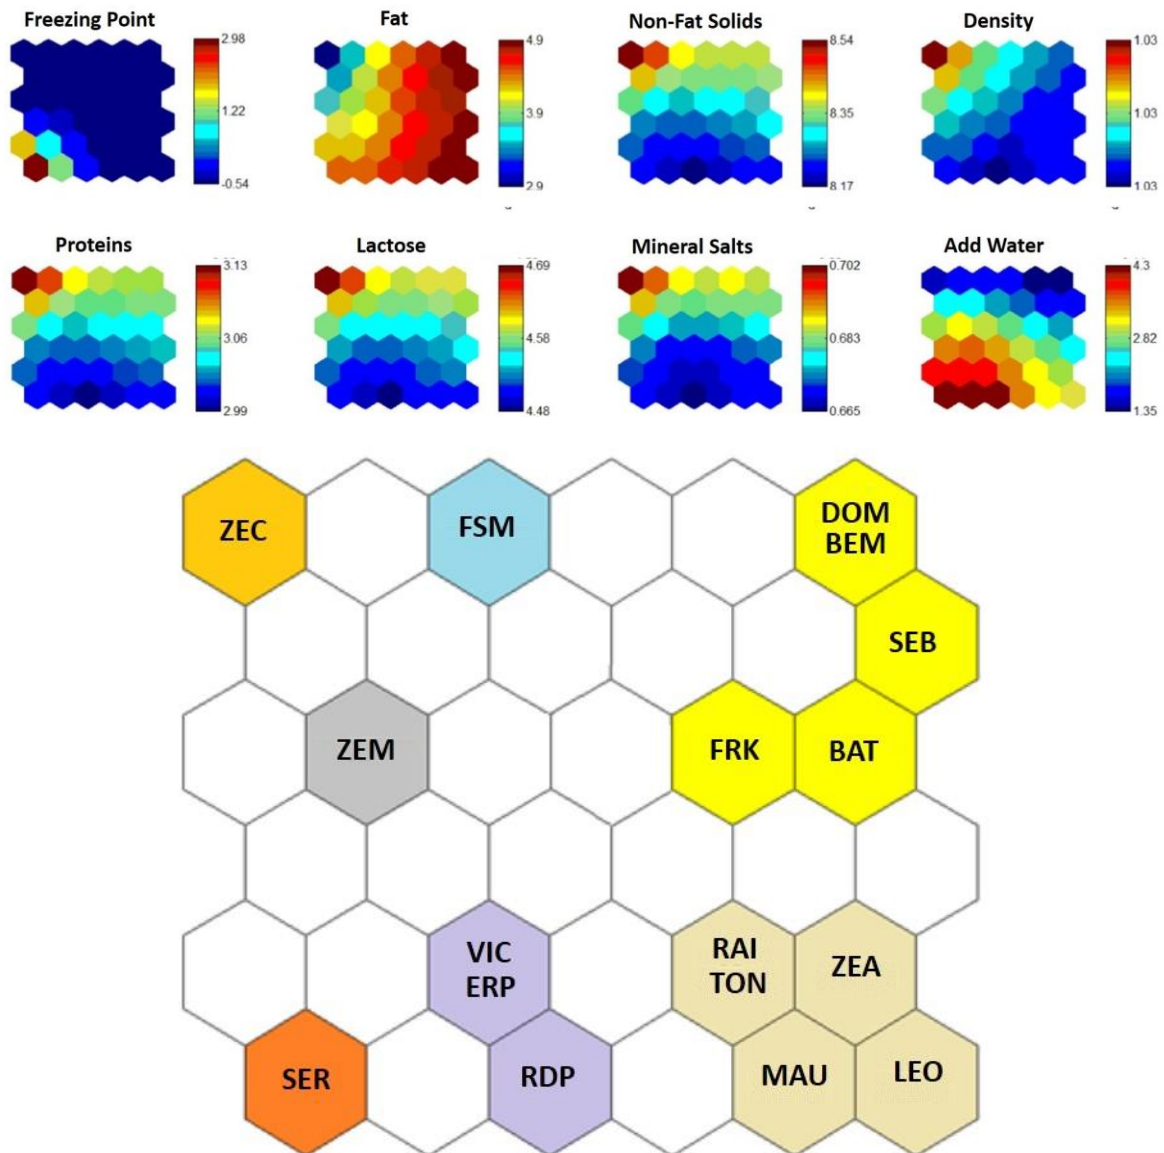 Freezing Point
Fat
Non-Fat Solids
Density
2.98
1.22
-0.54
4.9
3.9
2.9
8.54
8.35
8.17
1.03
1.03
1.03
Proteins
Lactose
Mineral Salts
Add Water
3.13
3.06
2.99
4.69
4.58
4.48
0.702
0.683
0.665
4.3
2.82
1.35
ZEC
FSM
DOM
BEM
SEB
ZEM
FRK
BAT
VIC
ERP
RAI
TON
ZEA
SER
RDP
MAU
LEO